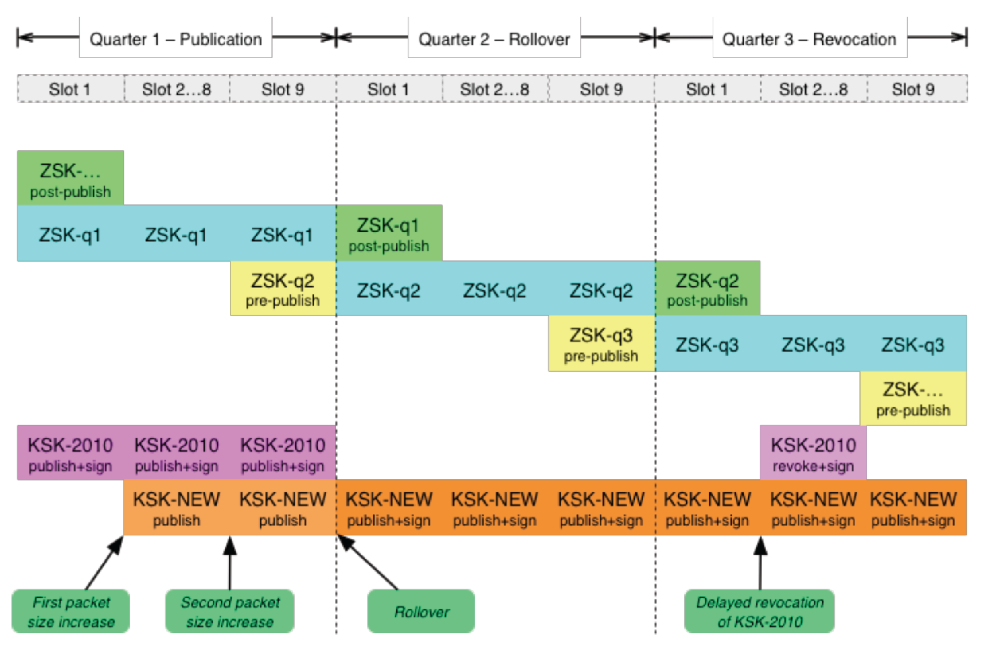 Quarter 1 – Publication
Quarter 2 – Rollover
Quarter 3 – Revocation
Slot 1
Slot 2...8
Slot 9
Slot 1
Slot 2...8
Slot 9
Slot 1
Slot 2...8
Slot 9
ZSK-...
post-publish
ZSK-q1
ZSK-q1
ZSK-q1
ZSK-q1
post-publish
ZSK-q2
pre-publish
ZSK-q2
ZSK-q2
ZSK-q2
ZSK-q2
post-publish
ZSK-q3
pre-publish
ZSK-q3
ZSK-q3
ZSK-q3
ZSK-...
pre-publish
KSK-2010
publish+sign
KSK-2010
publish+sign
KSK-2010
publish+sign
KSK-2010
revoke+sign
KSK-NEW
publish
KSK-NEW
publish
KSK-NEW
publish+sign
KSK-NEW
publish+sign
KSK-NEW
publish+sign
KSK-NEW
publish+sign
KSK-NEW
publish+sign
KSK-NEW
publish+sign
First packet
size increase
Second packet
size increase
Rollover
Delayed revocation
of KSK-2010